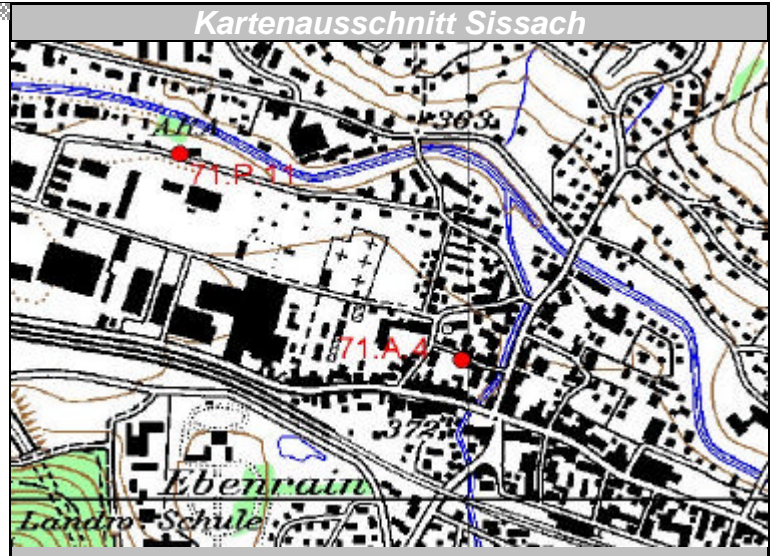 Kartenausschnitt Sissach
363
ARA
71.P.11
71.A.4
372
Ebenrain
Landw. Schule